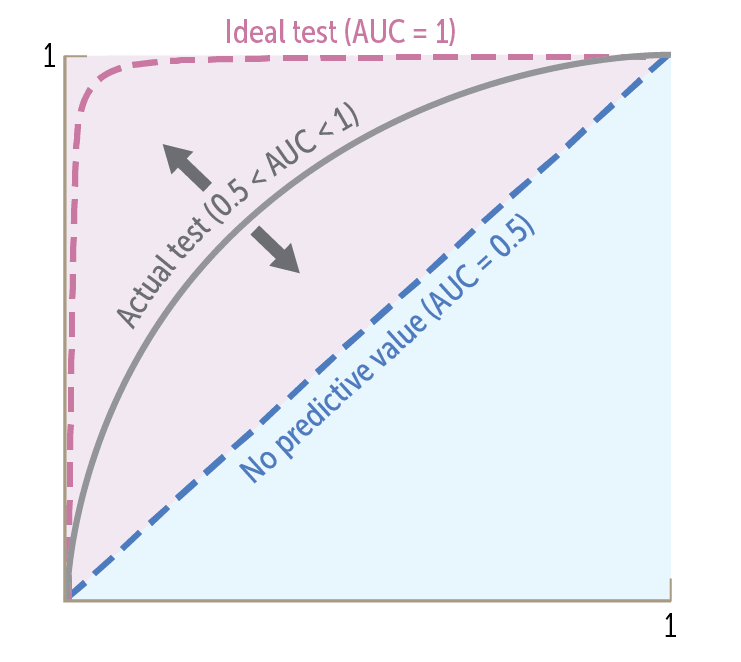 Ideal test (AUC = 1)
1
Actual test (0.5 < AUC < 1)
No predictive value (AUC = 0.5)
1